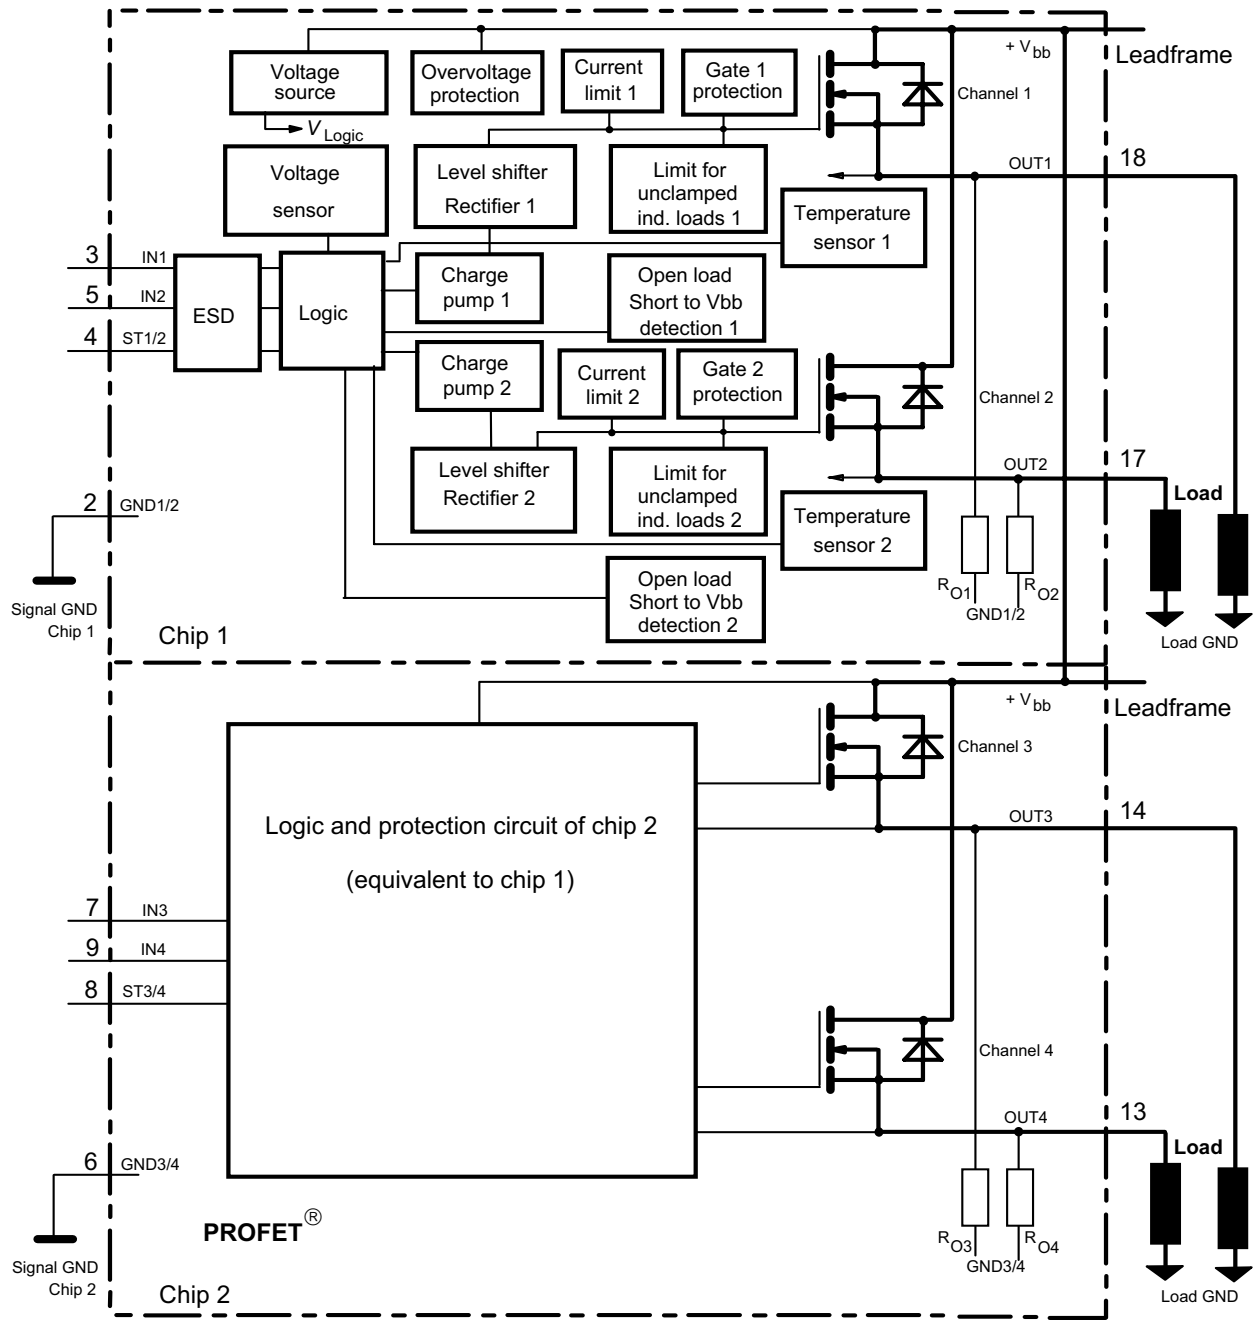 + Vbb
Leadframe
Voltage
source
Overvoltage
protection
Current
limit 1
Gate 1
protection
Channel 1
VLogic
Voltage
sensor
Level shifter
Rectifier 1
Limit for
unclamped
ind. loads 1
OUT1
18
Temperature
sensor 1
3
IN1
5
IN2
4
ST1/2
ESD
Logic
Charge
pump 1
Open load
Short to Vbb
detection 1
Charge
pump 2
Current
limit 2
Gate 2
protection
Channel 2
Level shifter
Rectifier 2
Limit for
unclamped
ind. loads 2
OUT2
17
Load
2
GND1/2
Temperature
sensor 2
Open load
Short to Vbb
detection 2
RO1
RO2
GND1/2
Signal GND
Chip 1
Chip 1
Load GND
+ Vbb
Leadframe
Channel 3
Logic and protection circuit of chip 2
(equivalent to chip 1)
OUT3
14
7
IN3
9
IN4
8
ST3/4
Channel 4
OUT4
13
Load
6
GND3/4
PROFET®
RO3
RO4
GND3/4
Signal GND
Chip 2
Chip 2
Load GND